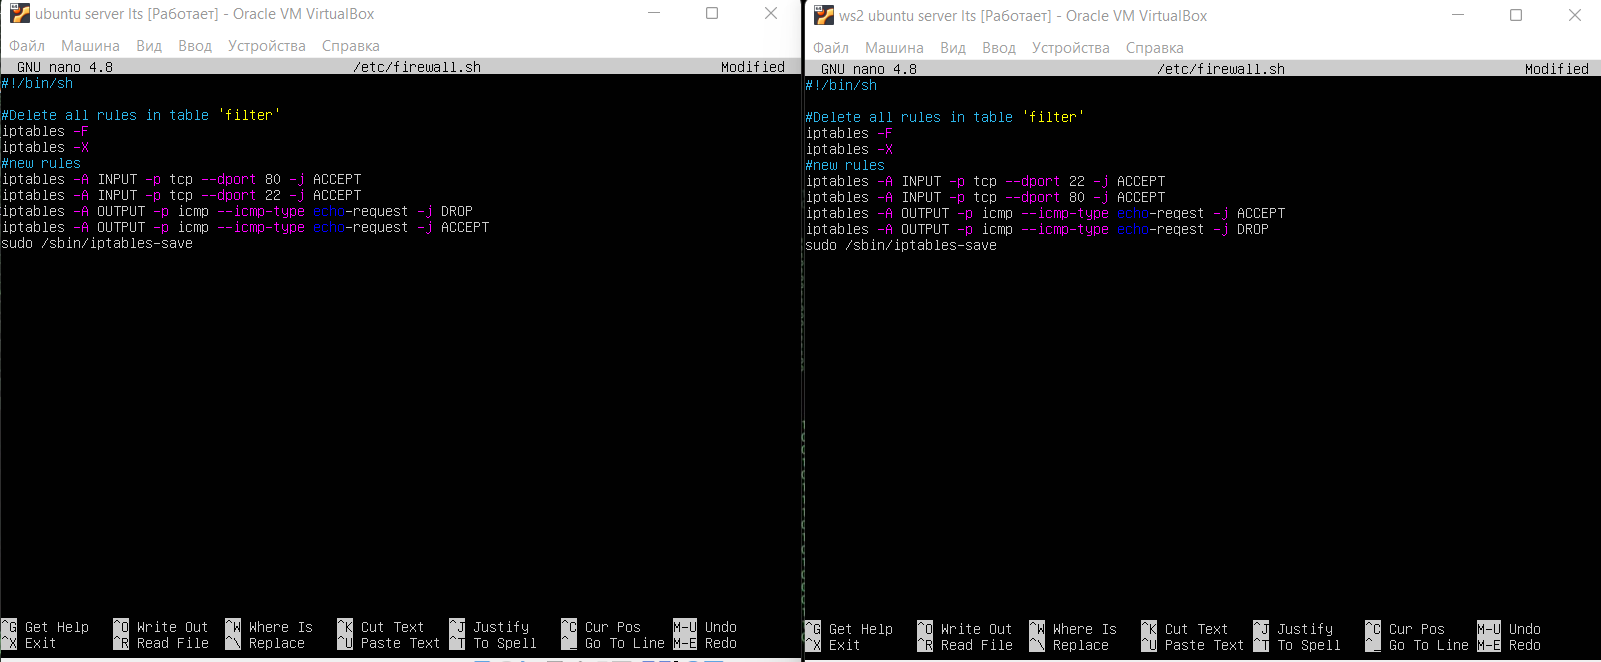 ubuntu server lts [Работает] - Oracle VM VirtualBox
Файл Машина Вид Ввод Устройства Справка
GNU nano 4.8 /etc/firewall.sh Modified
#!/bin/sh
#Delete all rules in table 'filter'
iptables -F
iptables -X
#new rules
iptables -A INPUT -p tcp --dport 80 -j ACCEPT
iptables -A INPUT -p tcp --dport 22 -j ACCEPT
iptables -A OUTPUT -p icmp --icmp-type echo-request -j DROP
iptables -A OUTPUT -p icmp --icmp-type echo-request -j ACCEPT
sudo /sbin/iptables-save
^G Get Help ^O Write Out ^W Where Is ^K Cut Text ^J Justify ^C Cur Pos M-U Undo
^X Exit ^R Read File ^\ Replace ^U Paste Text ^T To Spell ^_ Go To Line M-E Redo
ws2 ubuntu server lts [Работает] - Oracle VM VirtualBox
Файл Машина Вид Ввод Устройства Справка
GNU nano 4.8 /etc/firewall.sh Modified
#!/bin/sh
#Delete all rules in table 'filter'
iptables -F
iptables -X
#new rules
iptables -A INPUT -p tcp --dport 22 -j ACCEPT
iptables -A INPUT -p tcp --dport 80 -j ACCEPT
iptables -A OUTPUT -p icmp --icmp-type echo-reqest -j ACCEPT
iptables -A OUTPUT -p icmp --icmp-type echo-reqest -j DROP
sudo /sbin/iptables-save
^G Get Help ^O Write Out ^W Where Is ^K Cut Text ^J Justify ^C Cur Pos M-U Undo
^X Exit ^R Read File ^\ Replace ^U Paste Text ^T To Spell ^_ Go To Line M-E Redo